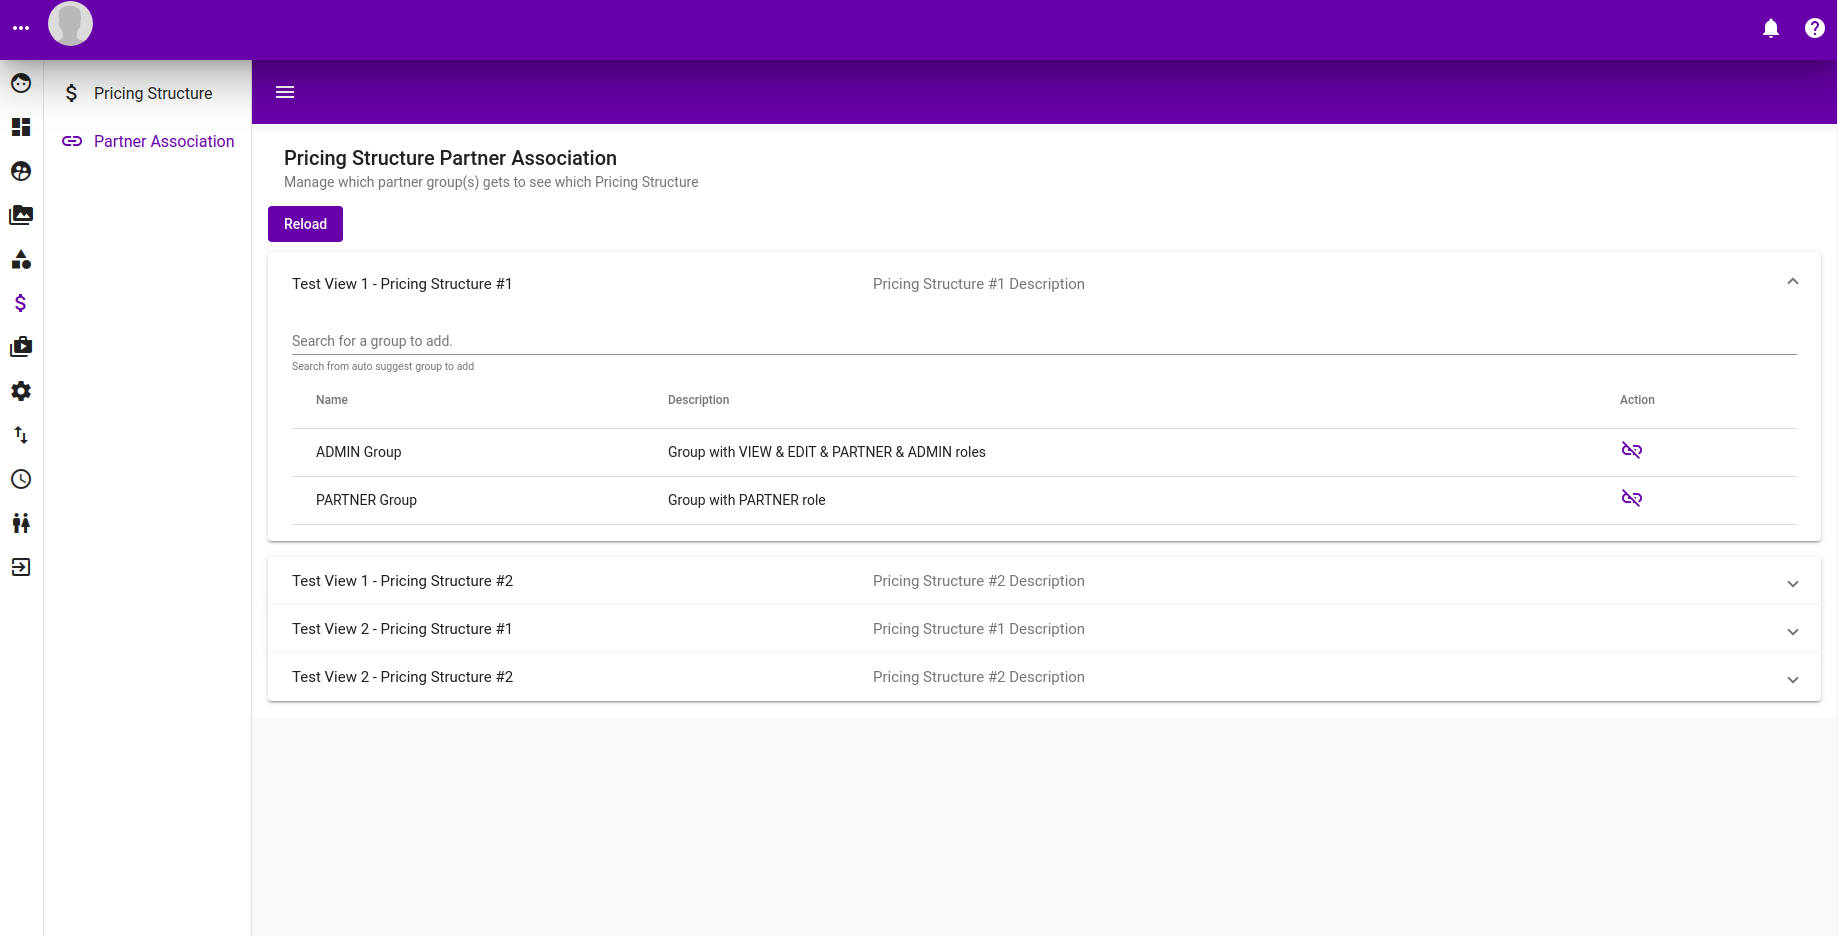 Pricing Structure
Partner Association
Pricing Structure Partner Association
Manage which partner group(s) gets to see which Pricing Structure
Reload
Test View 1 - Pricing Structure #1 Pricing Structure #1 Description
Search for a group to add.
Search from auto suggest group to add
Name Description Action
ADMIN Group Group with VIEW & EDIT & PARTNER & ADMIN roles
PARTNER Group Group with PARTNER role
Test View 1 - Pricing Structure #2 Pricing Structure #2 Description
Test View 2 - Pricing Structure #1 Pricing Structure #1 Description
Test View 2 - Pricing Structure #2 Pricing Structure #2 Description